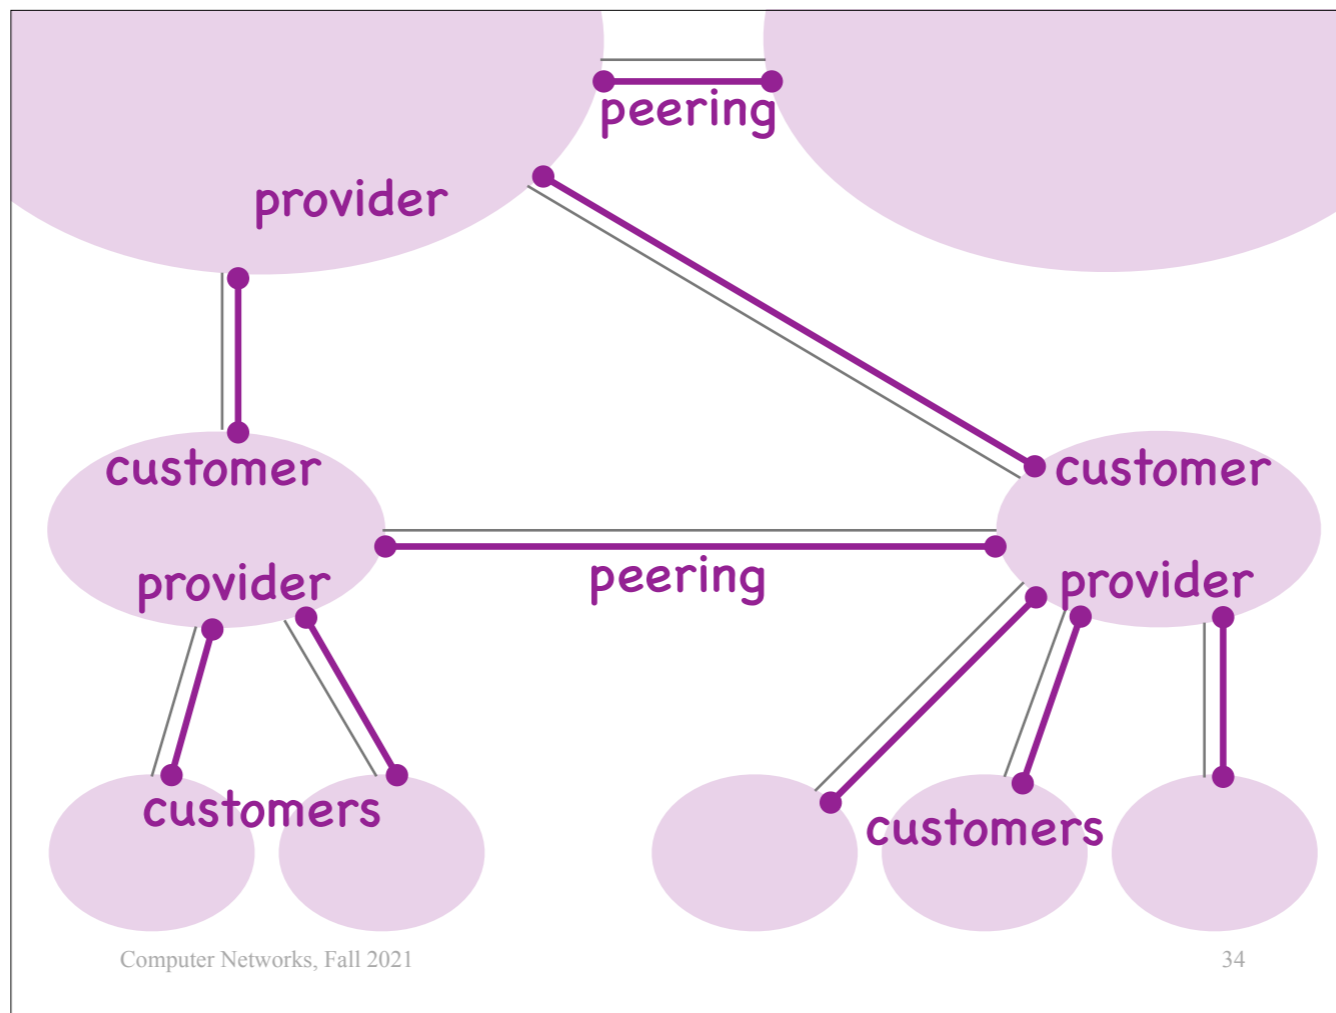 peering
provider
customer
customer
peering
provider
provider
customers
customers
Computer Networks, Fall 2021
34